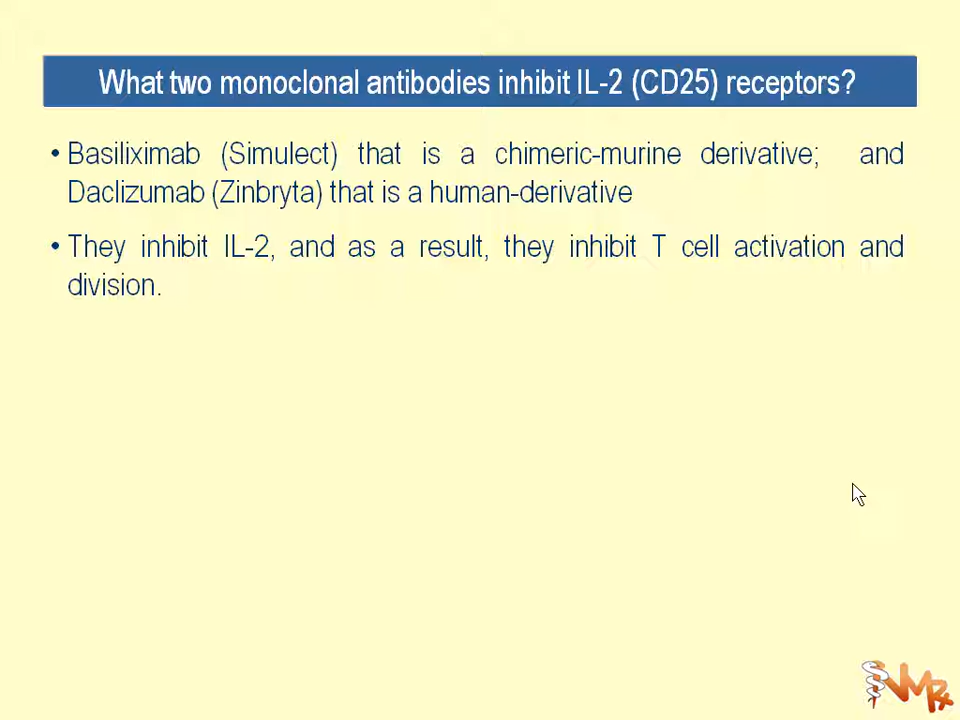 What two monoclonal antibodies inhibit IL-2 (CD25) receptors?
• Basiliximab (Simulect) that is a chimeric-murine derivative; and
Daclizumab (Zinbryta) that is a human-derivative
• They inhibit IL-2, and as a result, they inhibit T cell activation and
division.
VMRx